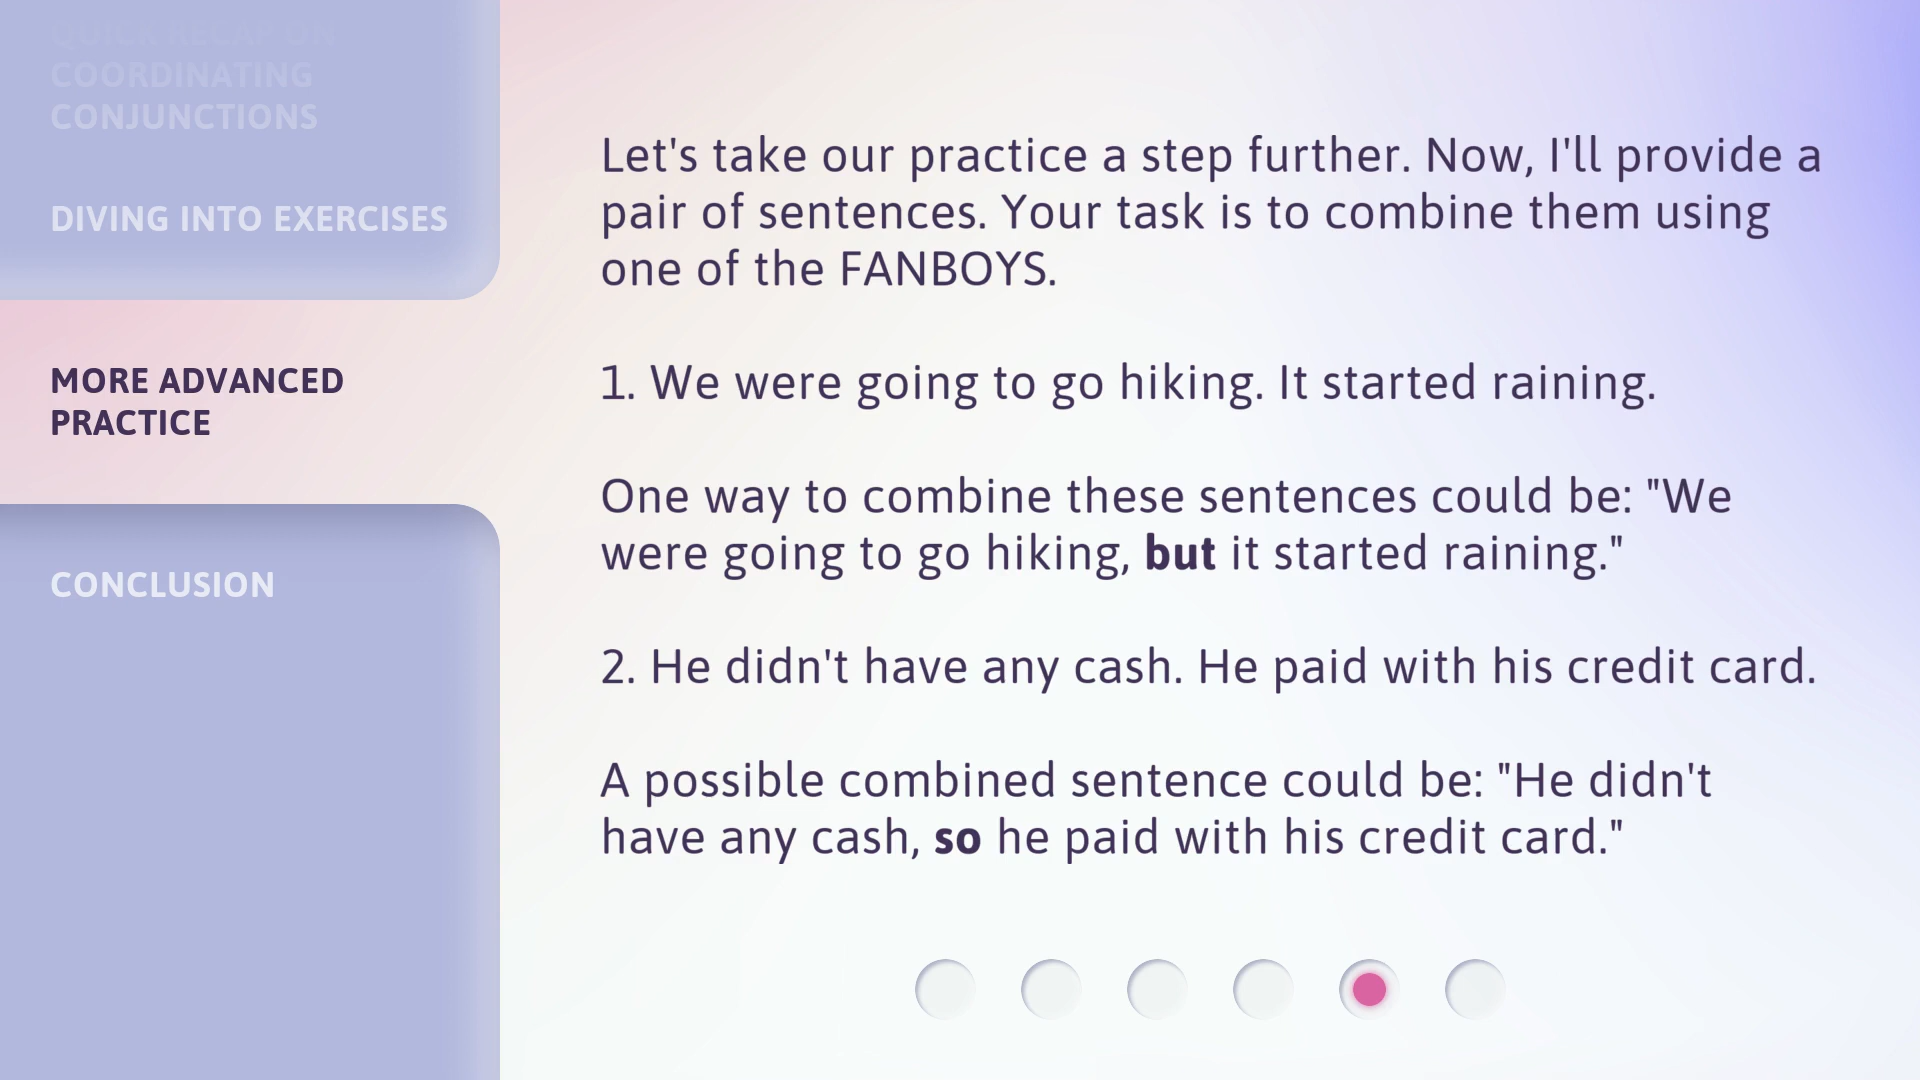 QUICK RECAP ON
COORDINATING
CONJUNCTIONS
DIVING INTO EXERCISES
MORE ADVANCED
PRACTICE
CONCLUSION
Let's take our practice a step further. Now, I'll provide a
pair of sentences. Your task is to combine them using
one of the FANBOYS.
1. We were going to go hiking. It started raining.
One way to combine these sentences could be: "We
were going to go hiking, but it started raining."
2. He didn't have any cash. He paid with his credit card.
A possible combined sentence could be: "He didn't
have any cash, so he paid with his credit card."